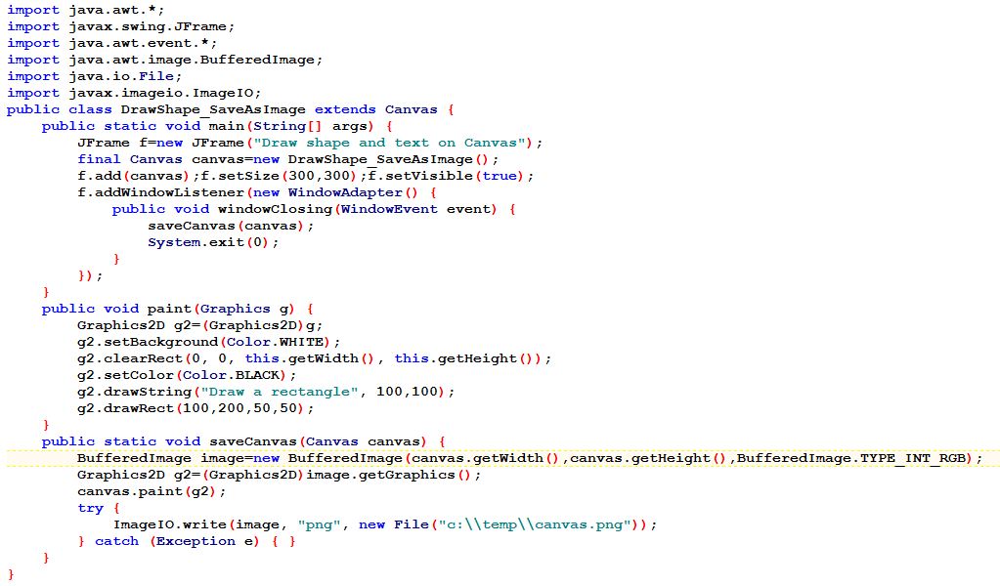 import java.awt.*;
import javax.swing.JFrame;
import java.awt.event.*;
import java.awt.image.BufferedImage;
import java.io.File;
import javax.imageio.ImageIO;
public class DrawShape_SaveAsImage extends Canvas {
    public static void main(String[] args) {
        JFrame f=new JFrame("Draw shape and text on Canvas");
        final Canvas canvas=new DrawShape_SaveAsImage();
        f.add(canvas);f.setSize(300,300);f.setVisible(true);
        f.addWindowListener(new WindowAdapter() {
            public void windowClosing(WindowEvent event) {
                saveCanvas(canvas);
                System.exit(0);
            }
        });
    }
    public void paint(Graphics g) {
        Graphics2D g2=(Graphics2D)g;
        g2.setBackground(Color.WHITE);
        g2.clearRect(0, 0, this.getWidth(), this.getHeight());
        g2.setColor(Color.BLACK);
        g2.drawString("Draw a rectangle", 100,100);
        g2.drawRect(100,200,50,50);
    }
    public static void saveCanvas(Canvas canvas) {
        BufferedImage image=new BufferedImage(canvas.getWidth(),canvas.getHeight(),BufferedImage.TYPE_INT_RGB);
        Graphics2D g2=(Graphics2D)image.getGraphics();
        canvas.paint(g2);
        try {
            ImageIO.write(image, "png", new File("c:\\temp\\canvas.png"));
        } catch (Exception e) { }
    }
}